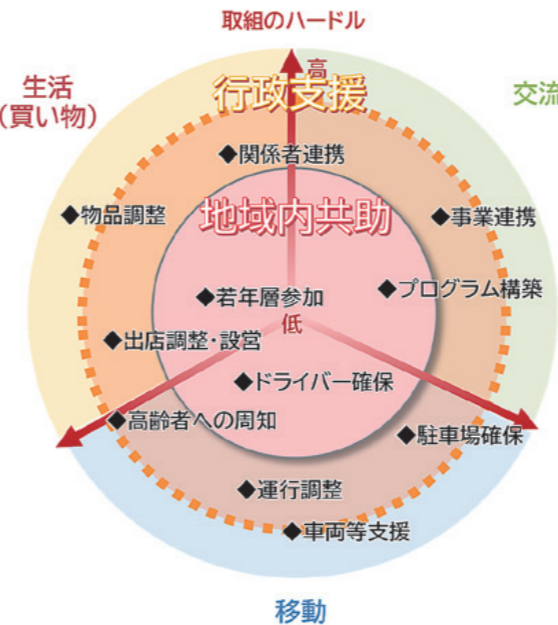 取組のハードル
高
生活
(買い物)
行政支援
交流
◆関係者連携
◆物品調整
地域内共助
◆事業連携
◆若年層参加
◆プログラム構築
低
◆出店調整・設営
◆ドライバー確保
◆高齢者への周知
◆駐車場確保
◆運行調整
◆車両等支援
移動